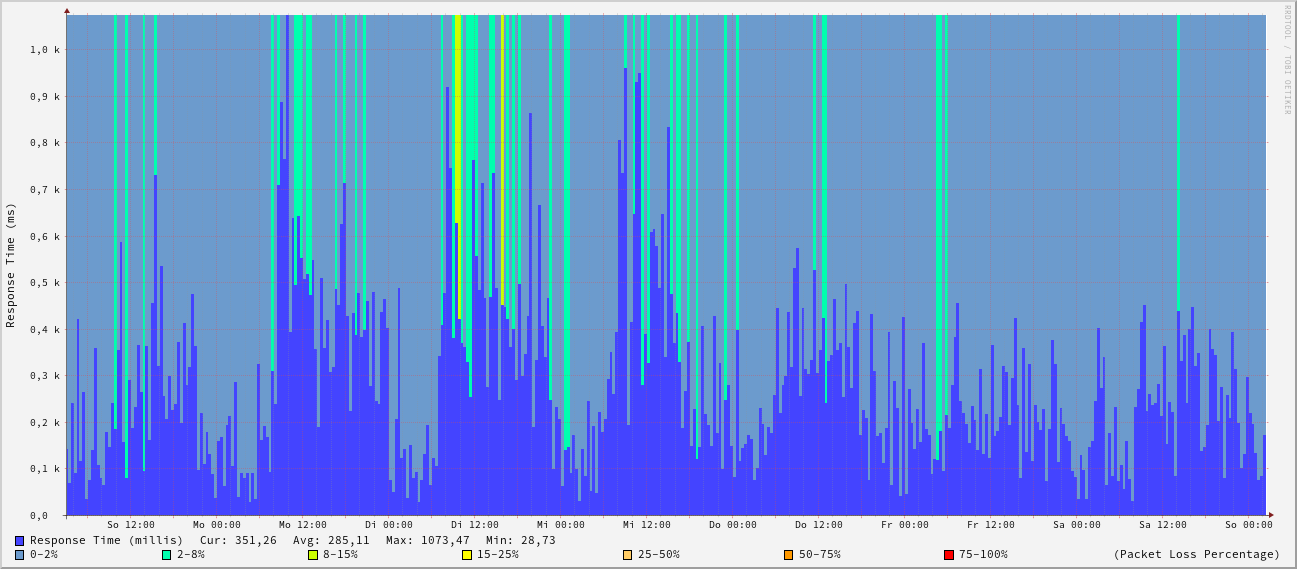 RRDTOOL / TOBI OETIKER
Response Time (ms)
1,0 k
0,9 k
0,8 k
0,7 k
0,6 k
0,5 k
0,4 k
0,3 k
0,2 k
0,1 k
0,0
So 12:00 Mo 00:00 Mo 12:00 Di 00:00 Di 12:00 Mi 00:00 Mi 12:00 Do 00:00 Do 12:00 Fr 00:00 Fr 12:00 Sa 00:00 Sa 12:00 So 00:00
Response Time (millis) Cur: 351,26 Avg: 285,11 Max: 1073,47 Min: 28,73
0-2% 2-8% 8-15% 15-25% 25-50% 50-75% 75-100% (Packet Loss Percentage)